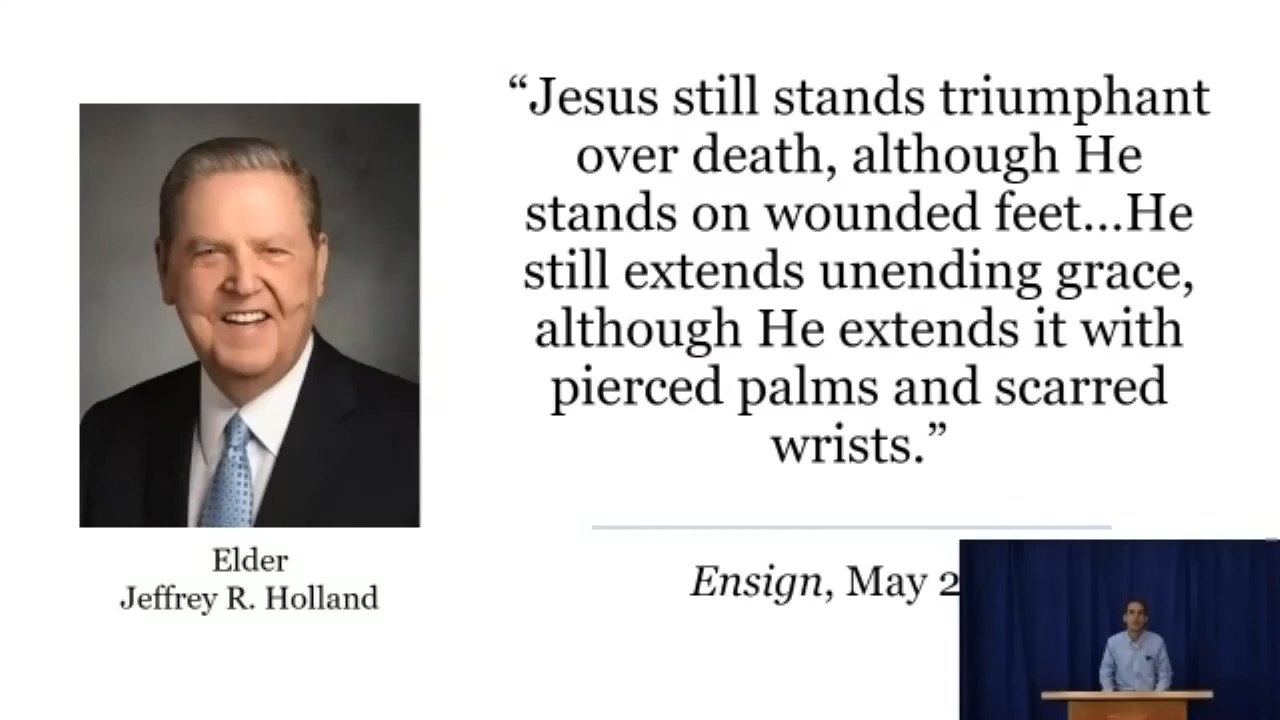 “Jesus still stands triumphant
over death, although He
stands on wounded feet...He
still extends unending grace,
although He extends it with
pierced palms and scarred
wrists.”
Elder
Jeffrey R. Holland
Ensign, May